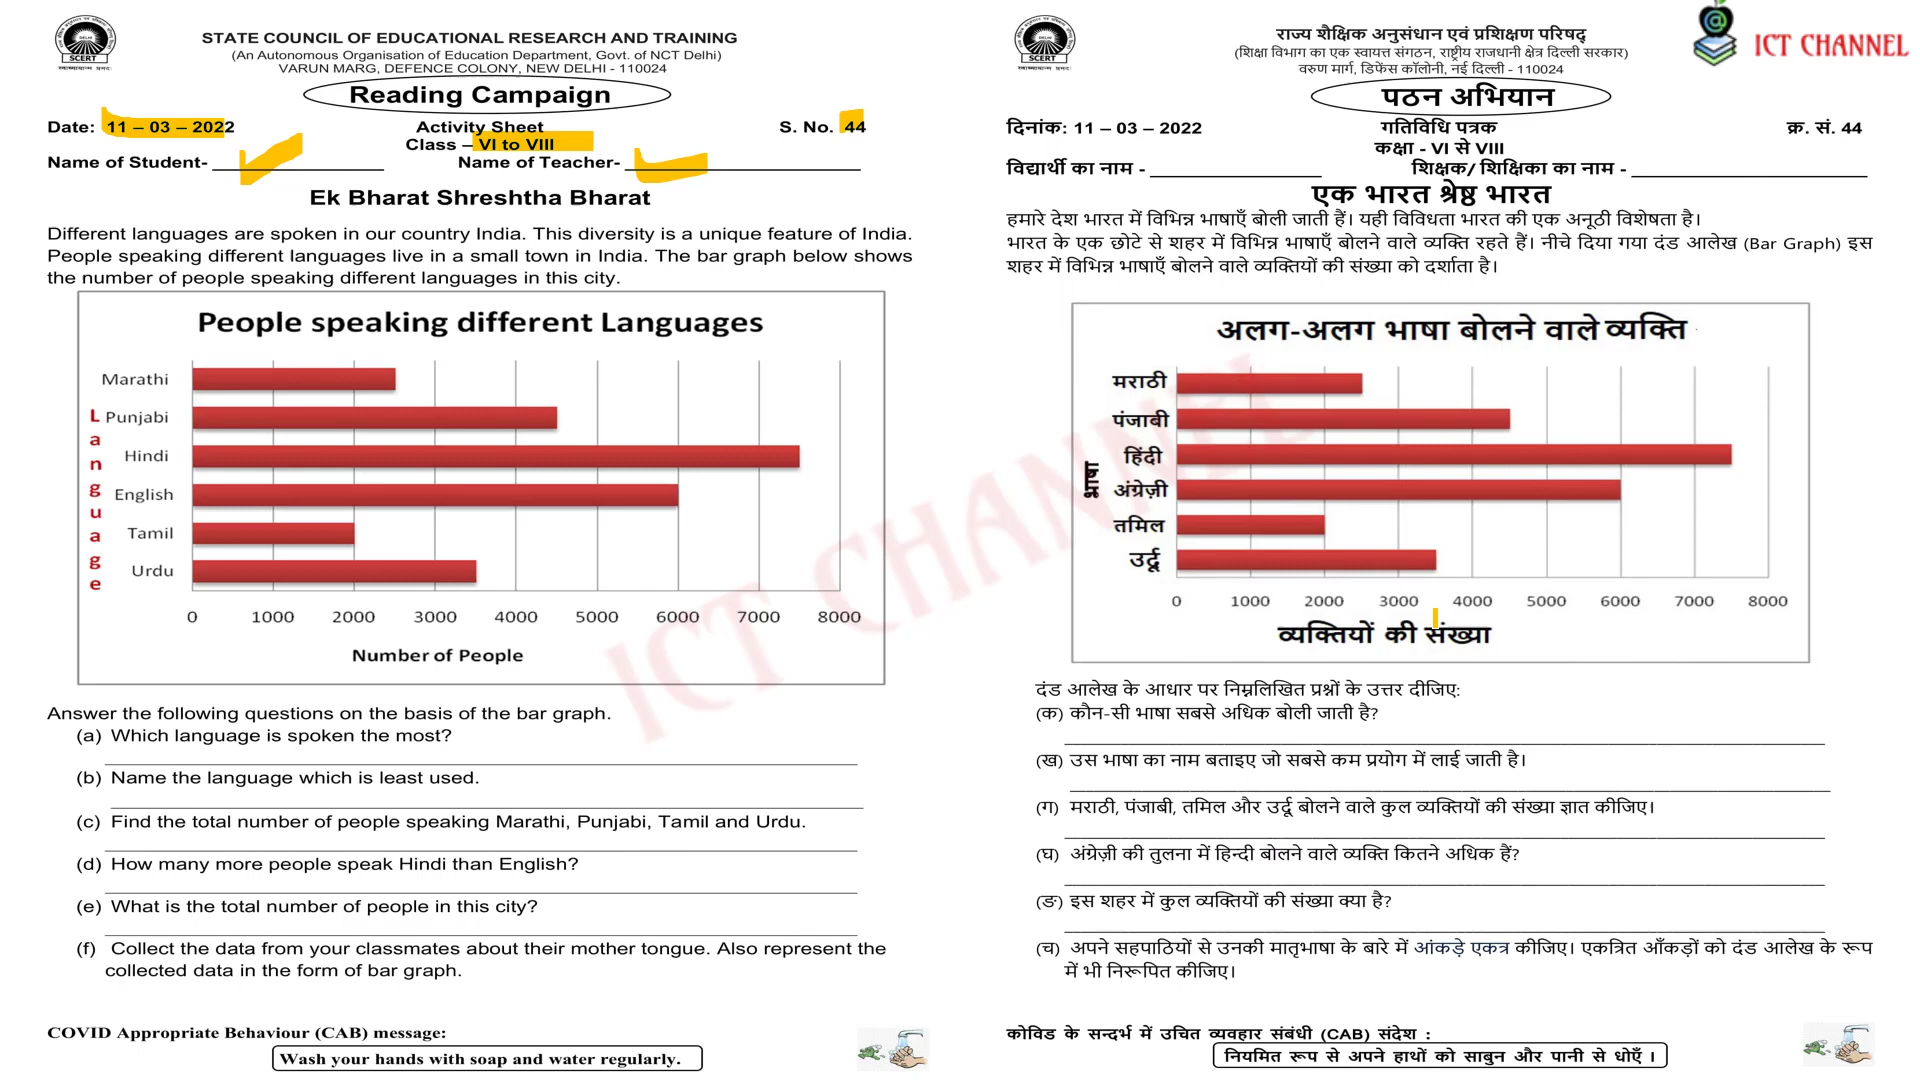 STATE COUNCIL OF EDUCATIONAL RESEARCH AND TRAINING
(An Autonomous Organisation of Education Department, Govt. of NCT Delhi)
VARUN MARG, DEFENCE COLONY, NEW DELHI - 110024
SCERT
Reading Campaign
Date: 11 – 03 – 2022 Activity Sheet S. No. 44
Class – VI to VIII
Name of Student- Name of Teacher-
Ek Bharat Shreshtha Bharat
Different languages are spoken in our country India. This diversity is a unique feature of India.
People speaking different languages live in a small town in India. The bar graph below shows
the number of people speaking different languages in this city.
People speaking different Languages
Language
Marathi
Punjabi
Hindi
English
Tamil
Urdu
0 1000 2000 3000 4000 5000 6000 7000 8000
Number of People
Answer the following questions on the basis of the bar graph.
(a) Which language is spoken the most?
(b) Name the language which is least used.
(c) Find the total number of people speaking Marathi, Punjabi, Tamil and Urdu.
(d) How many more people speak Hindi than English?
(e) What is the total number of people in this city?
(f) Collect the data from your classmates about their mother tongue. Also represent the
collected data in the form of bar graph.
COVID Appropriate Behaviour (CAB) message:
Wash your hands with soap and water regularly.
ICT CHANNEL
राज्य शैक्षिक अनुसंधान एवं प्रशिक्षण परिषद्
(शिक्षा विभाग का एक स्वायत्त संगठन, राष्ट्रीय राजधानी क्षेत्र दिल्ली सरकार)
वरुण मार्ग, डिफेंस कॉलोनी, नई दिल्ली - 110024
SCERT
ICT CHANNEL
पठन अभियान
दिनांक: 11 – 03 – 2022 गतिविधि पत्रक क्र. सं. 44
कक्षा - VI से VIII
विद्यार्थी का नाम - शिक्षक/ शिक्षिका का नाम -
एक भारत श्रेष्ठ भारत
हमारे देश भारत में विभिन्न भाषाएँ बोली जाती हैं। यही विविधता भारत की एक अनूठी विशेषता है।
भारत के एक छोटे से शहर में विभिन्न भाषाएँ बोलने वाले व्यक्ति रहते हैं। नीचे दिया गया दंड आलेख (Bar Graph) इस
शहर में विभिन्न भाषाएँ बोलने वाले व्यक्तियों की संख्या को दर्शाता है।
अलग-अलग भाषा बोलने वाले व्यक्ति
भाषा
मराठी
पंजाबी
हिंदी
अंग्रेज़ी
तमिल
उर्दू
0 1000 2000 3000 4000 5000 6000 7000 8000
व्यक्तियों की संख्या
दंड आलेख के आधार पर निम्नलिखित प्रश्नों के उत्तर दीजिए:
(क) कौन-सी भाषा सबसे अधिक बोली जाती है?
(ख) उस भाषा का नाम बताइए जो सबसे कम प्रयोग में लाई जाती है।
(ग) मराठी, पंजाबी, तमिल और उर्दू बोलने वाले कुल व्यक्तियों की संख्या ज्ञात कीजिए।
(घ) अंग्रेज़ी की तुलना में हिन्दी बोलने वाले व्यक्ति कितने अधिक हैं?
(ङ) इस शहर में कुल व्यक्तियों की संख्या क्या है?
(च) अपने सहपाठियों से उनकी मातृभाषा के बारे में आंकड़े एकत्र कीजिए। एकत्रित आँकड़ों को दंड आलेख के रूप
में भी निरूपित कीजिए।
कोविड के सन्दर्भ में उचित व्यवहार संबंधी (CAB) संदेश :
नियमित रूप से अपने हाथों को साबुन और पानी से धोएँ ।